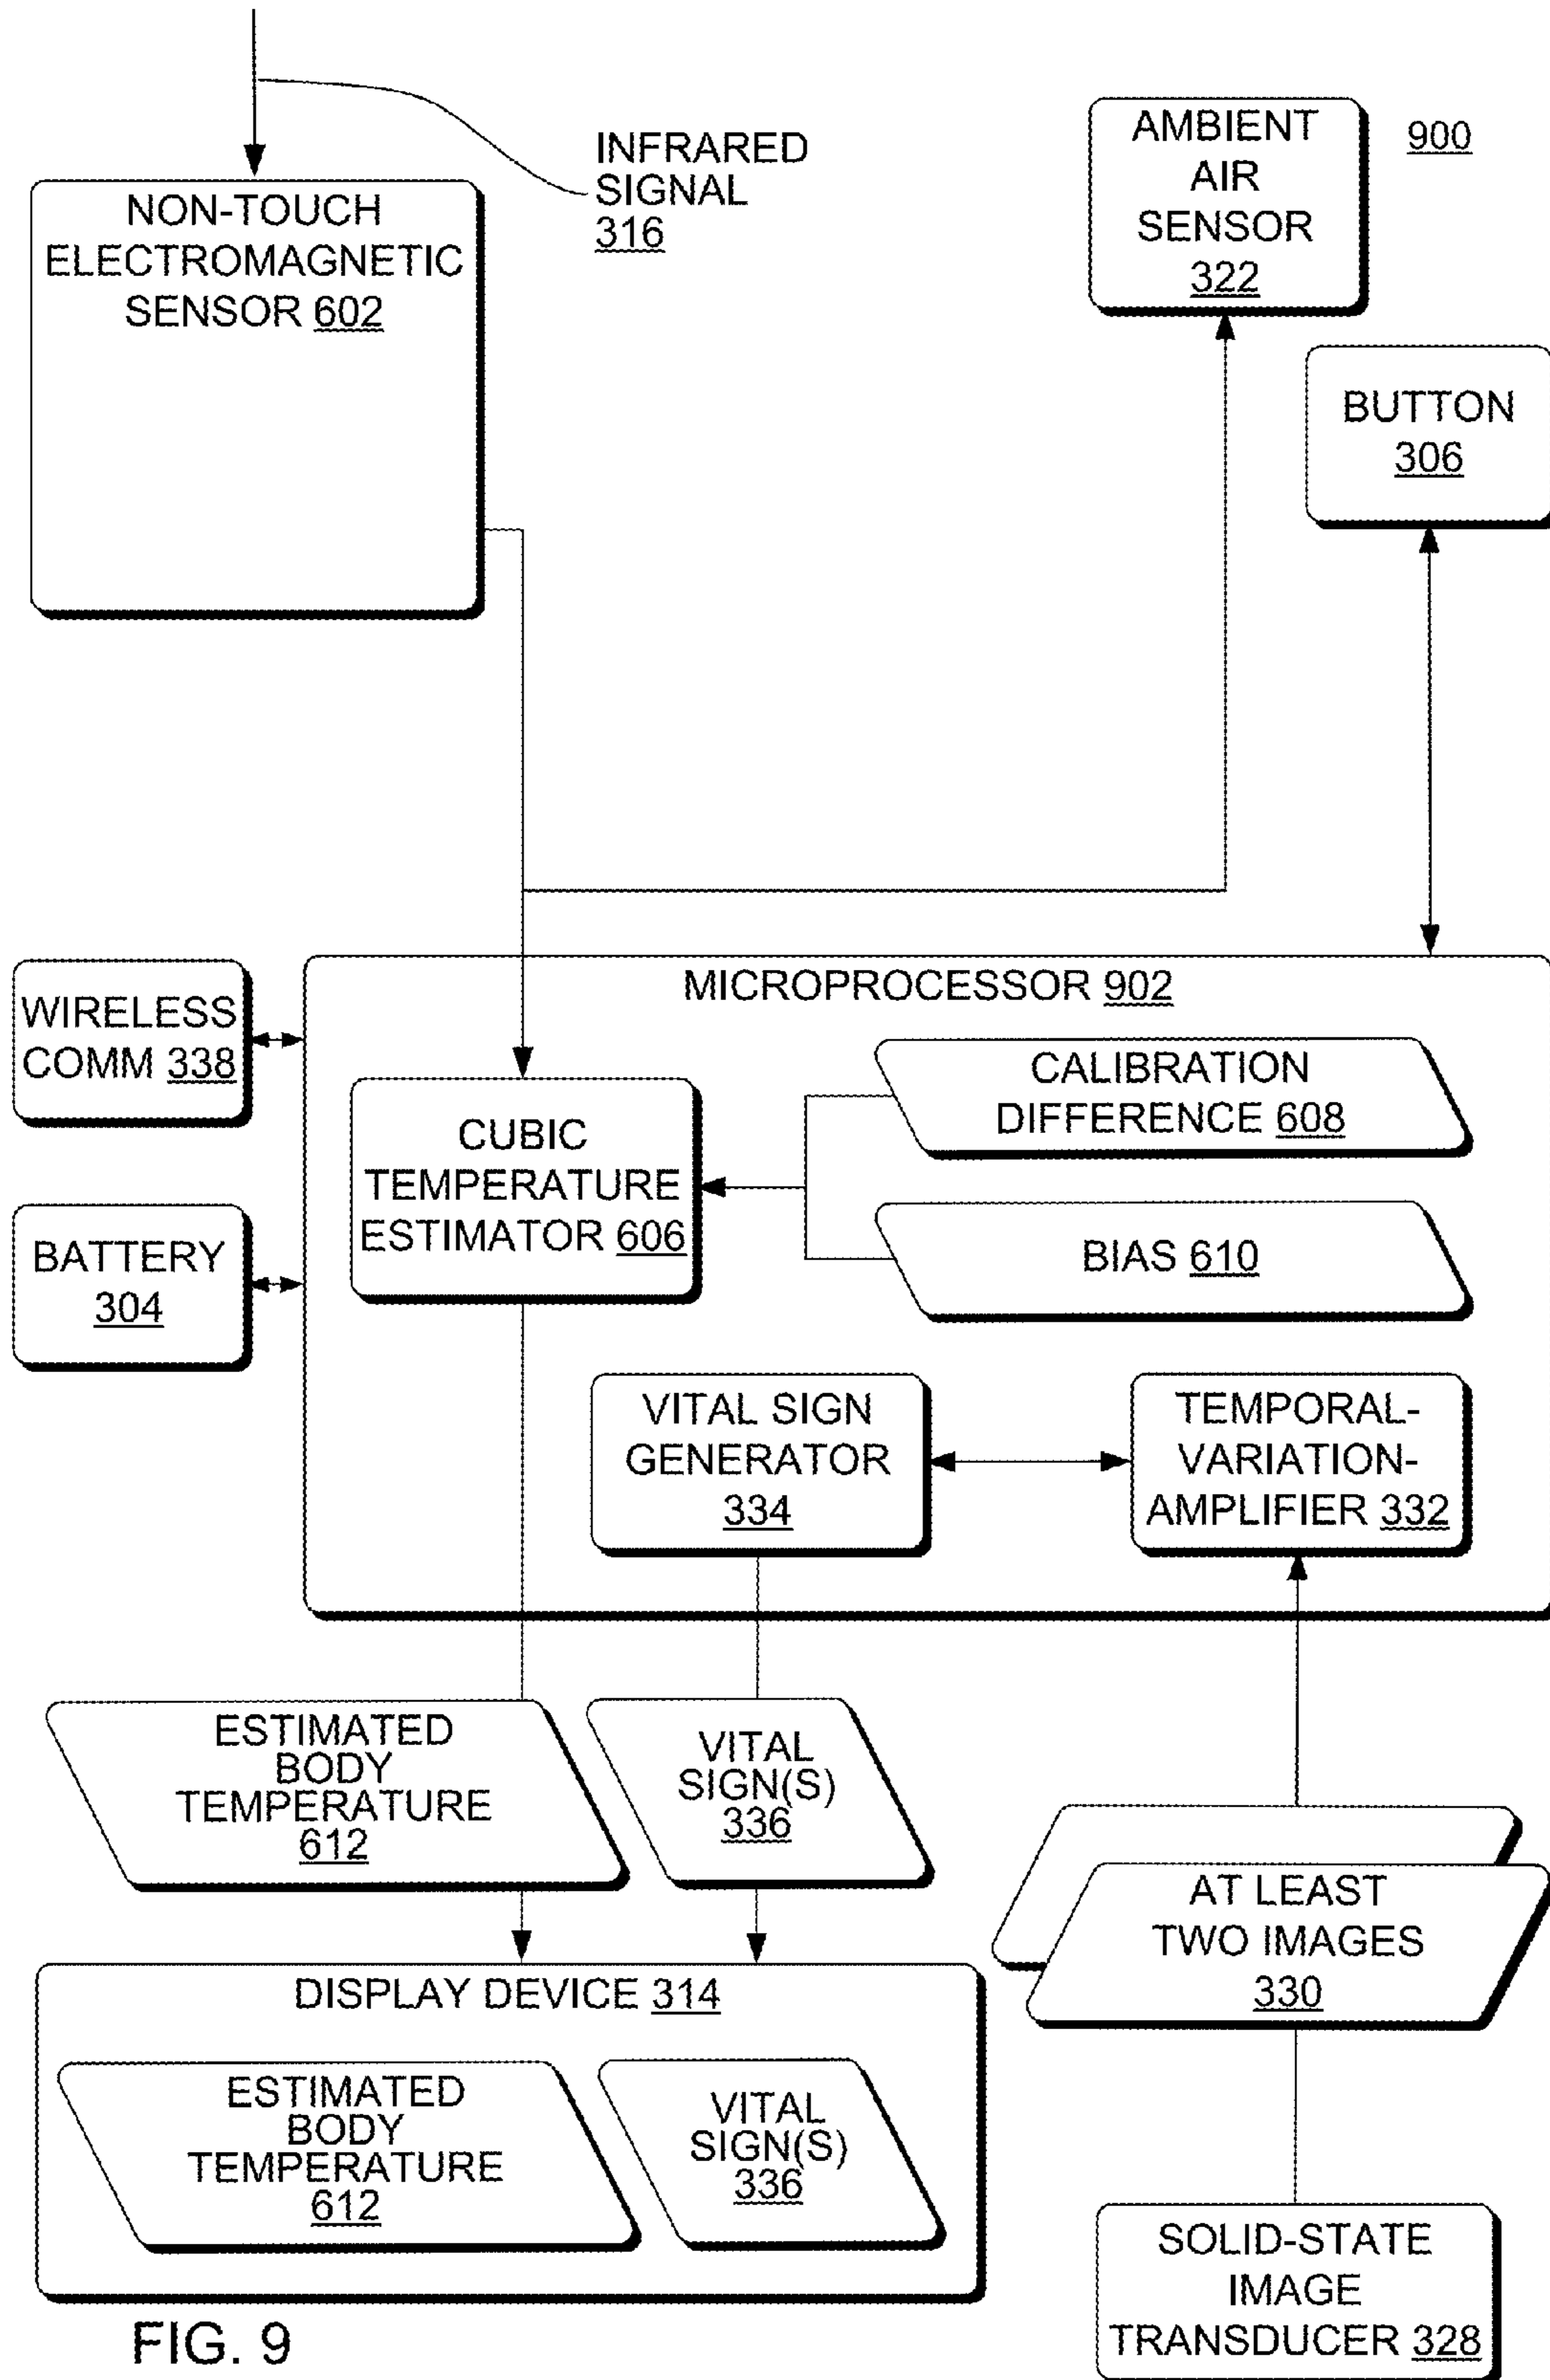 INFRARED
SIGNAL
316
NON-TOUCH
ELECTROMAGNETIC
SENSOR 602
AMBIENT
AIR
SENSOR
322
900
BUTTON
306
MICROPROCESSOR 902
WIRELESS
COMM 338
CALIBRATION
DIFFERENCE 608
CUBIC
TEMPERATURE
ESTIMATOR 606
BATTERY
304
BIAS 610
VITAL SIGN
GENERATOR
334
TEMPORAL-
VARIATION-
AMPLIFIER 332
ESTIMATED
BODY
TEMPERATURE
612
VITAL
SIGN(S)
336
AT LEAST
TWO IMAGES
330
DISPLAY DEVICE 314
ESTIMATED
BODY
TEMPERATURE
612
VITAL
SIGN(S)
336
SOLID-STATE
IMAGE
TRANSDUCER 328
FIG. 9